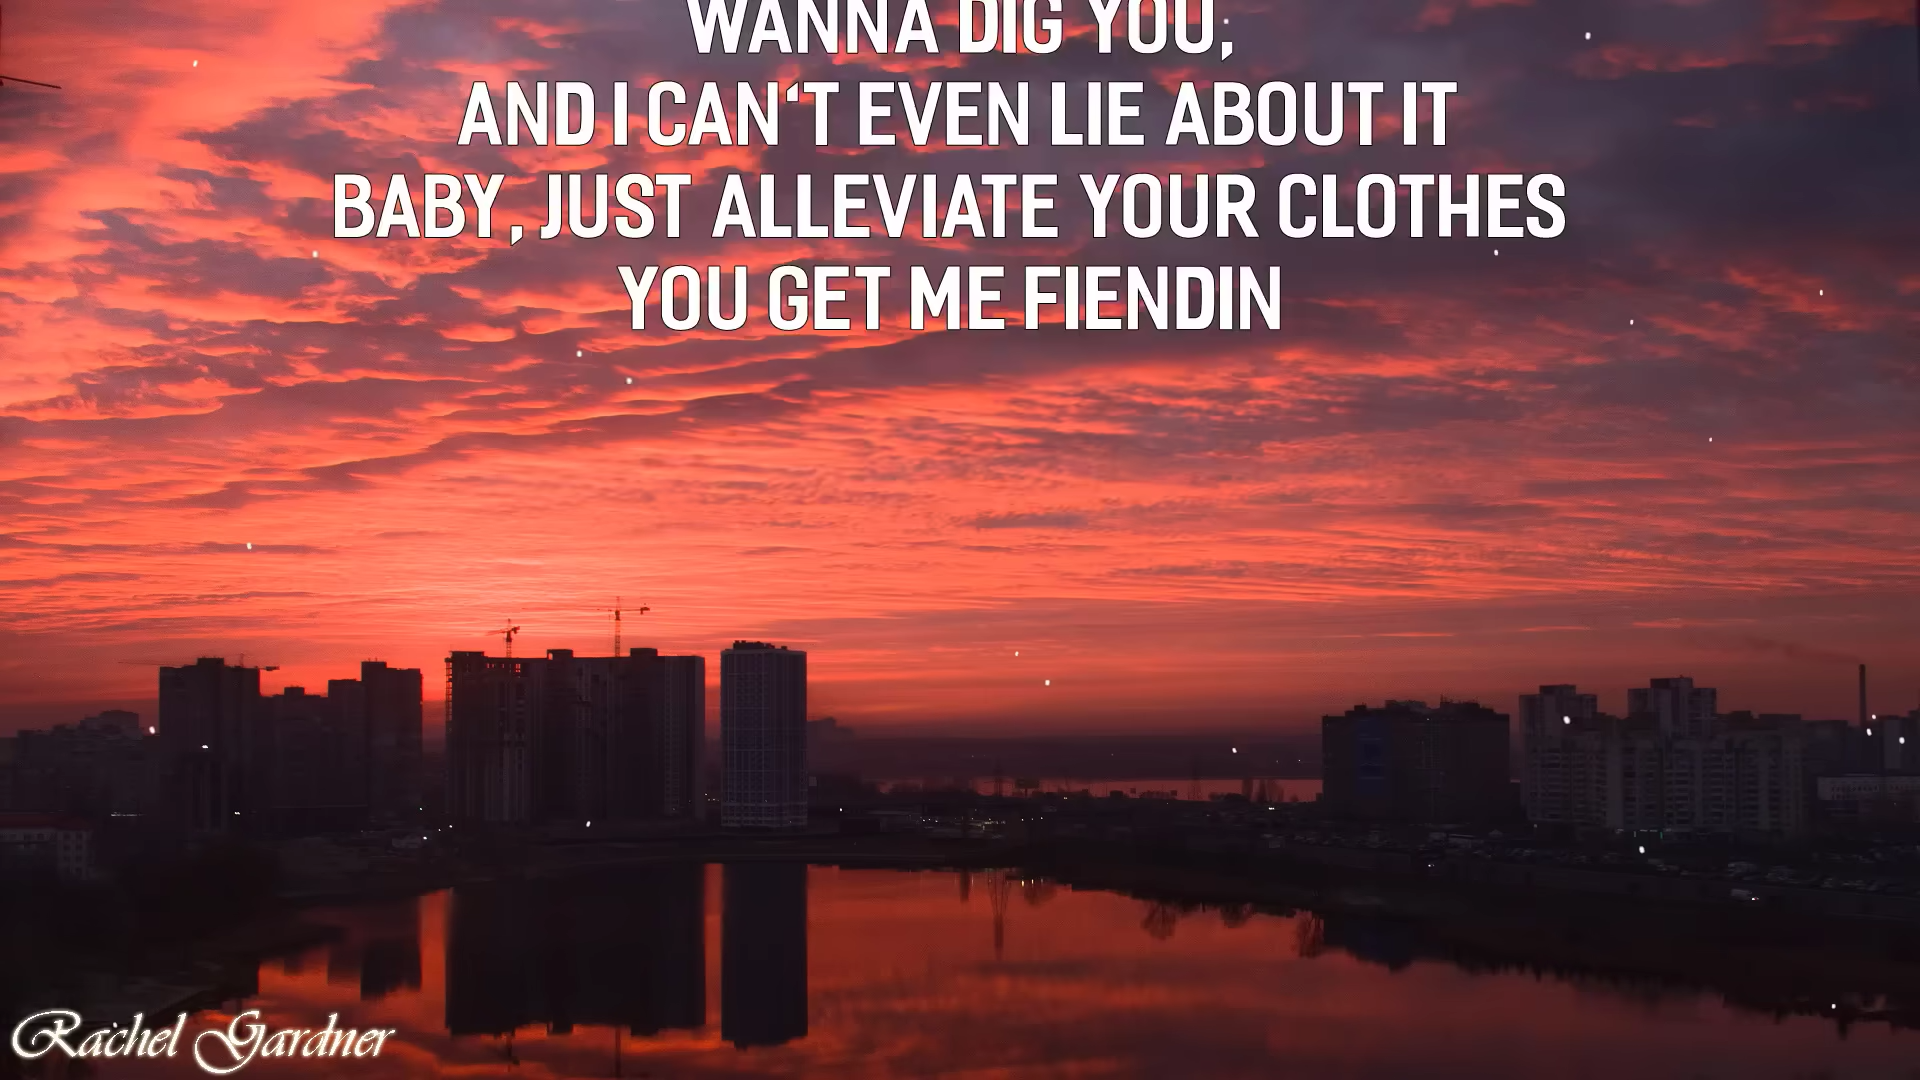 WANNA DIG YOU,
AND I CAN‘T EVEN LIE ABOUT IT
BABY, JUST ALLEVIATE YOUR CLOTHES
YOU GET ME FIENDIN
Rachel Gardner